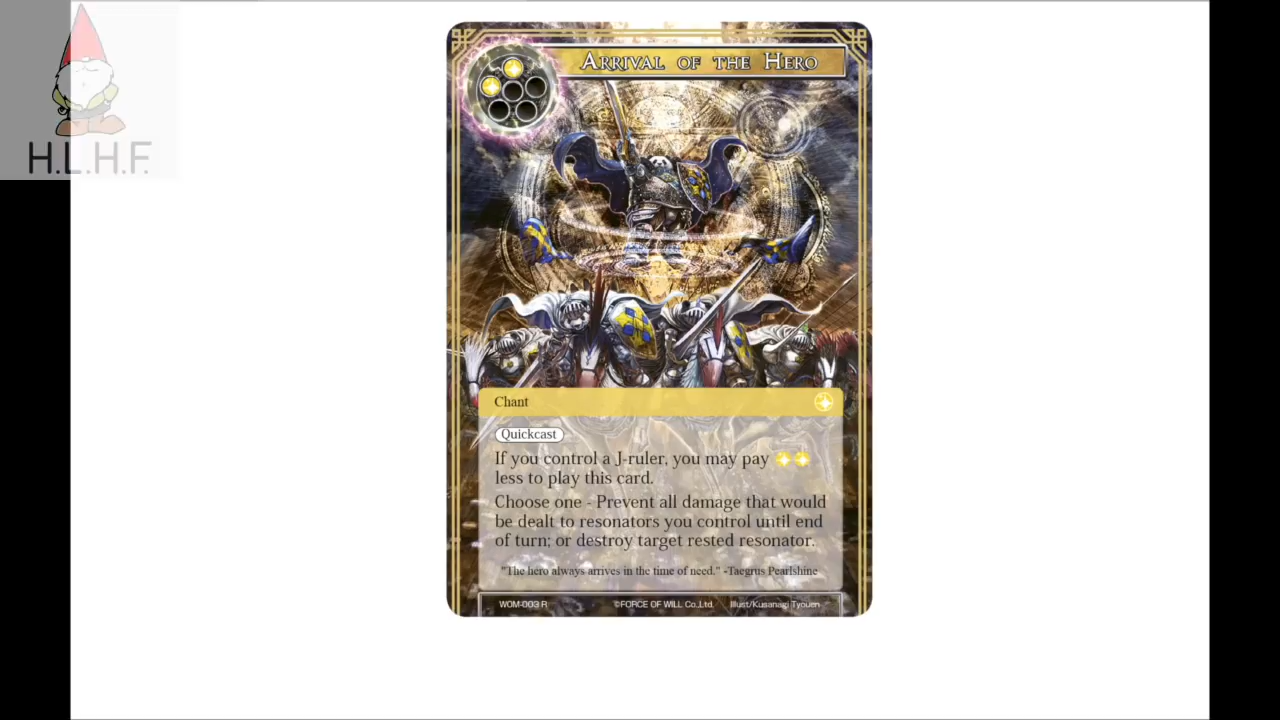 H.L.H.F.
Arrival of the Hero
Chant
Quickcast
If you control a J-ruler, you may pay
less to play this card.
Choose one - Prevent all damage that would
be dealt to resonators you control until end
of turn; or destroy target rested resonator.
"The hero always arrives in the time of need." -Taegrus Pearlshine
WOM-003 R ©FORCE OF WILL Co.,Ltd. Illust/Kusanagi Tyouen